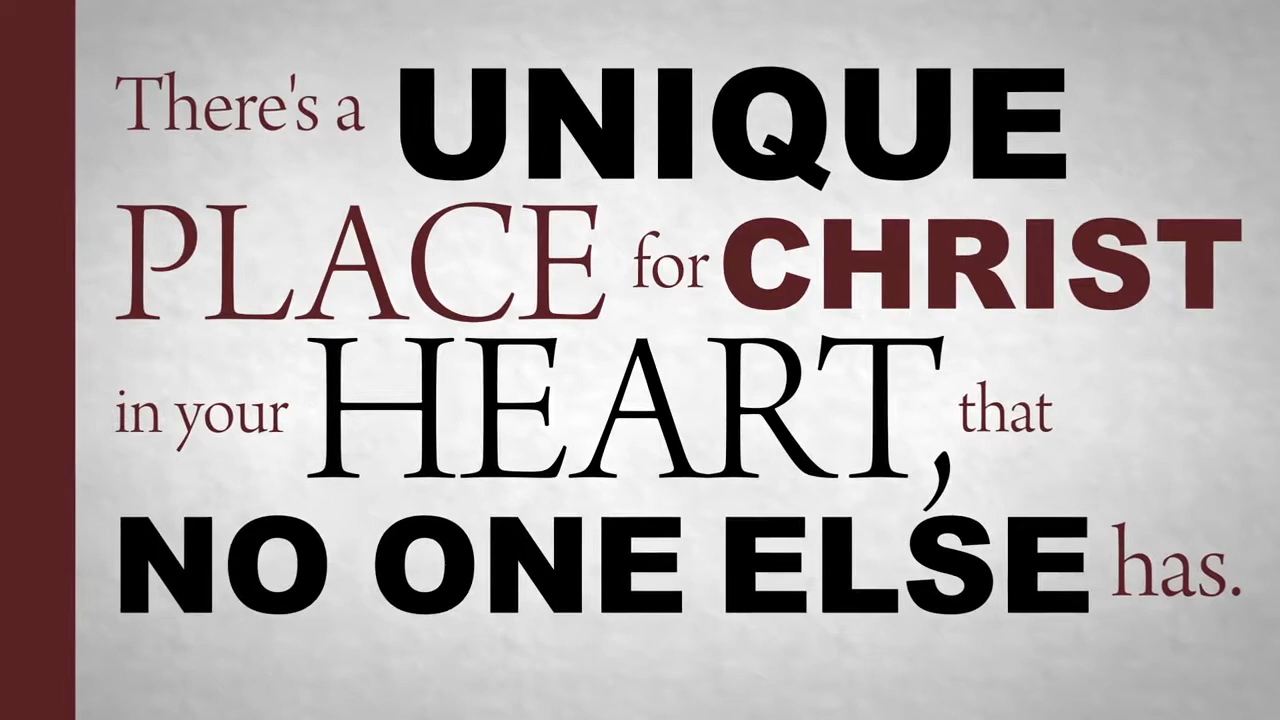 There's a UNIQUE
PLACE for CHRIST
in your HEART, that
NO ONE ELSE has.